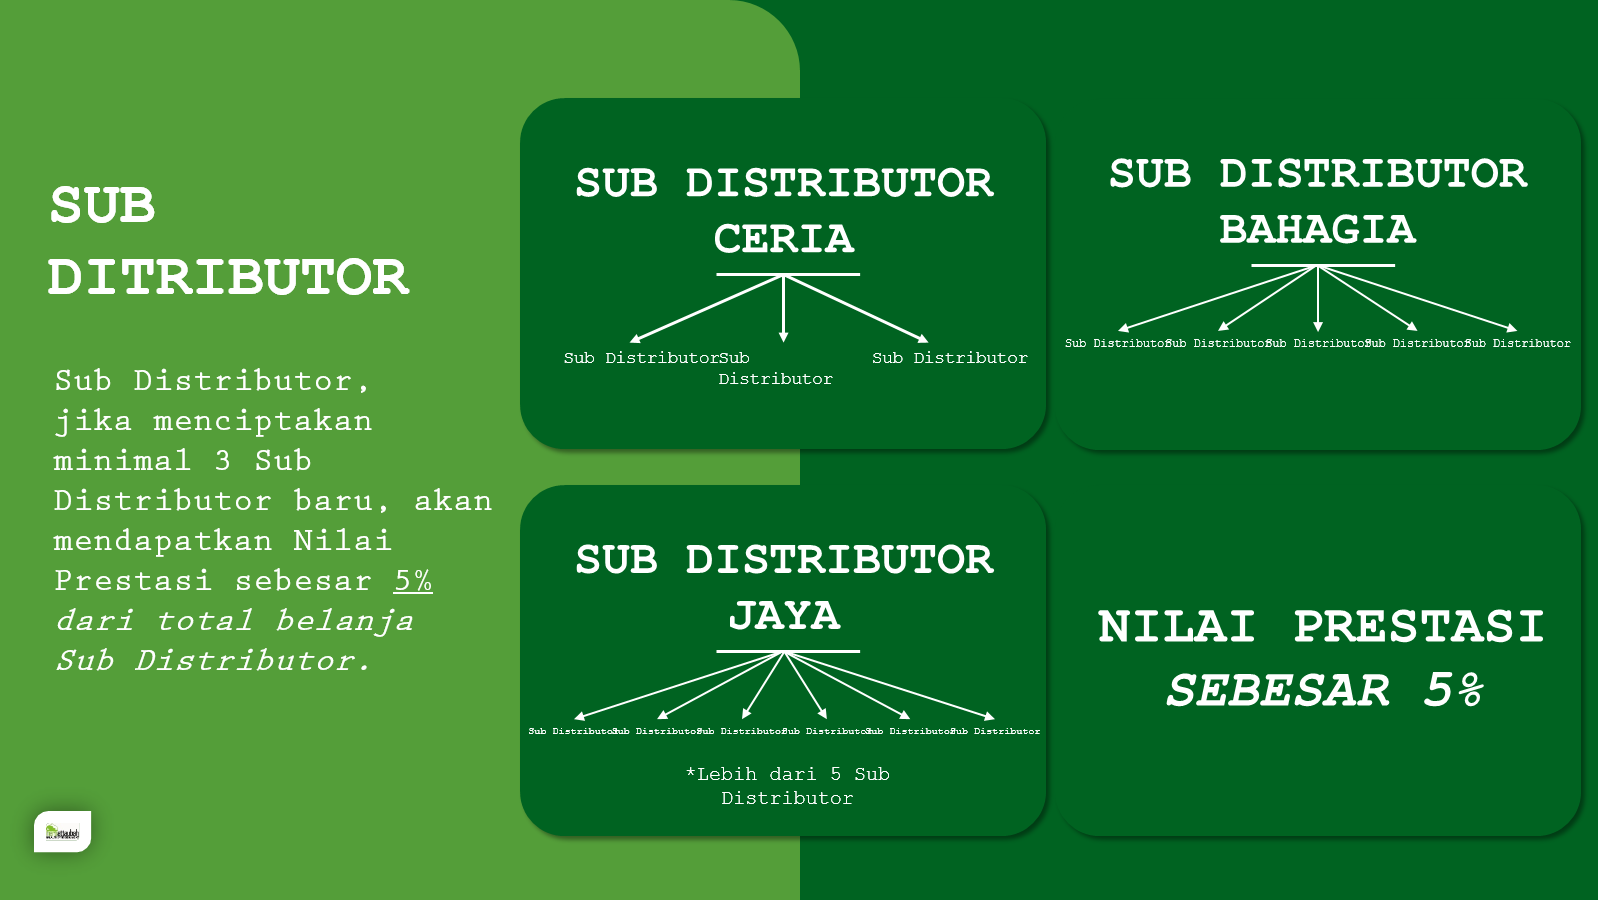 SUB
DITRIBUTOR
Sub Distributor,
jika menciptakan
minimal 3 Sub
Distributor baru, akan
mendapatkan Nilai
Prestasi sebesar 5%
dari total belanja
Sub Distributor.
SUB DISTRIBUTOR
CERIA
Sub Distributor
Sub
Distributor
Sub Distributor
SUB DISTRIBUTOR
BAHAGIA
Sub Distributor
Sub Distributor
Sub Distributor
Sub Distributor
Sub Distributor
SUB DISTRIBUTOR
JAYA
Sub Distributor
Sub Distributor
Sub Distributor
Sub Distributor
Sub Distributor
Sub Distributor
*Lebih dari 5 Sub
Distributor
NILAI PRESTASI
SEBESAR 5%